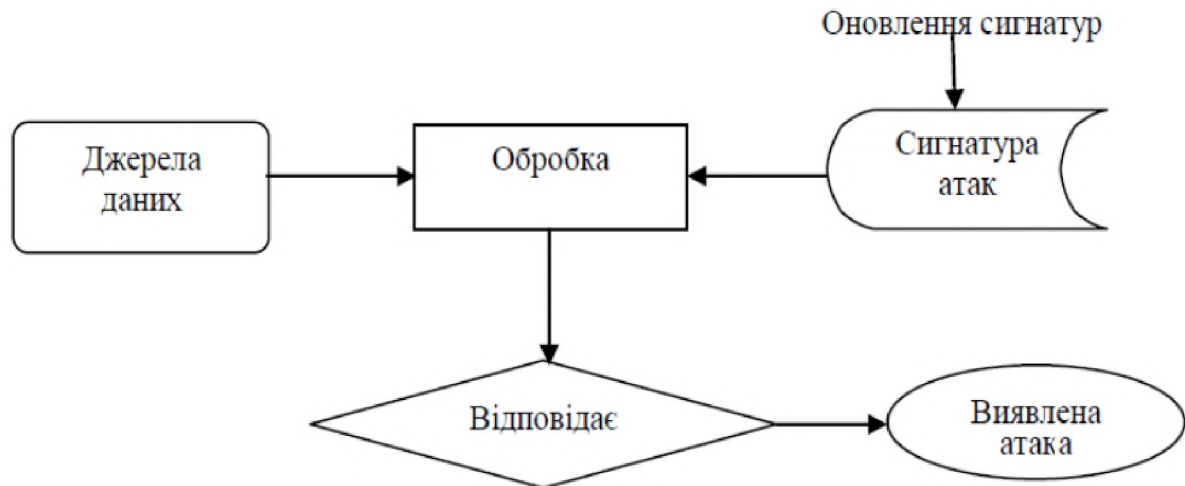 Оновлення сигнатур
Джерела
даних
Обробка
Сигнатура
атак
Відповідає
Виявлена
атака